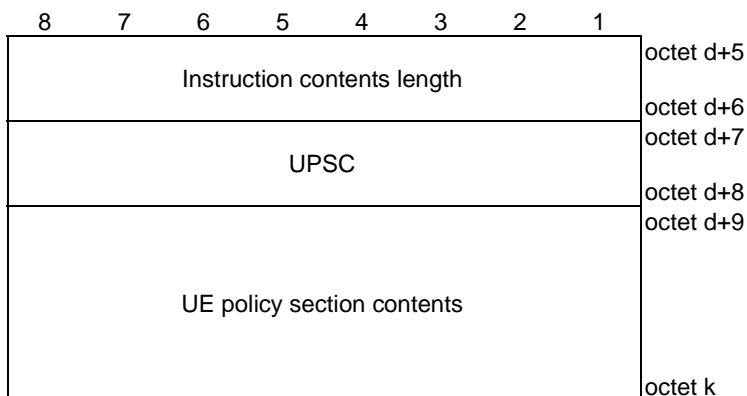 8 7 6 5 4 3 2 1
octet d+5
Instruction contents length
octet d+6
octet d+7
UPSC
octet d+8
octet d+9
UE policy section contents
octet k